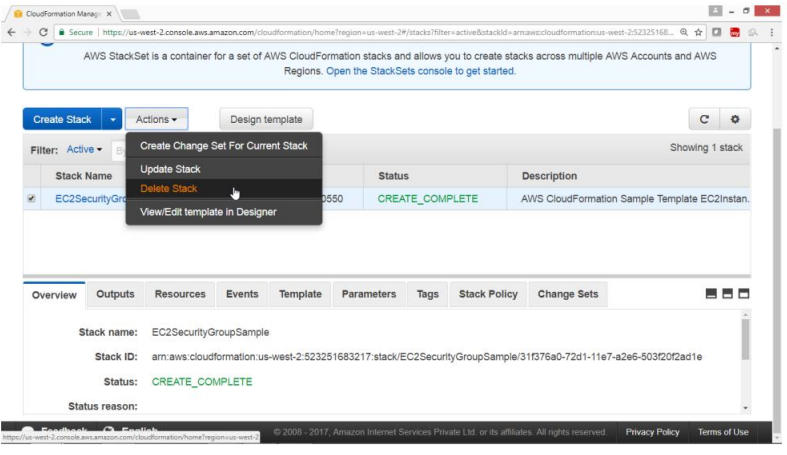 CloudFormation Manag
Secure | https://us-west-2.console.aws.amazon.com/cloudformation/home?region=us-west-2#/stacks?filter=active&stackId=arn:aws:cloudformation:us-west-2:52325168...
AWS StackSet is a container for a set of AWS CloudFormation stacks and allows you to create stacks across multiple AWS Accounts and AWS
Regions. Open the StackSets console to get started.
Create Stack Actions Design template
Create Change Set For Current Stack
Filter: Active By Showing 1 stack
Update Stack
Stack Name Status Description
Delete Stack
EC2SecurityGro 0550 CREATE_COMPLETE AWS CloudFormation Sample Template EC2Instan.
View/Edit template in Designer
Overview Outputs Resources Events Template Parameters Tags Stack Policy Change Sets
Stack name: EC2SecurityGroupSample
Stack ID: arn:aws:cloudformation:us-west-2:523251683217:stack/EC2SecurityGroupSample/31f376a0-72d1-11e7-a2e6-503f20f2ad1e
Status: CREATE_COMPLETE
Status reason:
Feedback English © 2008 - 2017, Amazon Internet Services Private Ltd. or its affiliates. All rights reserved. Privacy Policy Terms of Use
https://us-west-2.console.aws.amazon.com/cloudformation/home?region=us-west-2